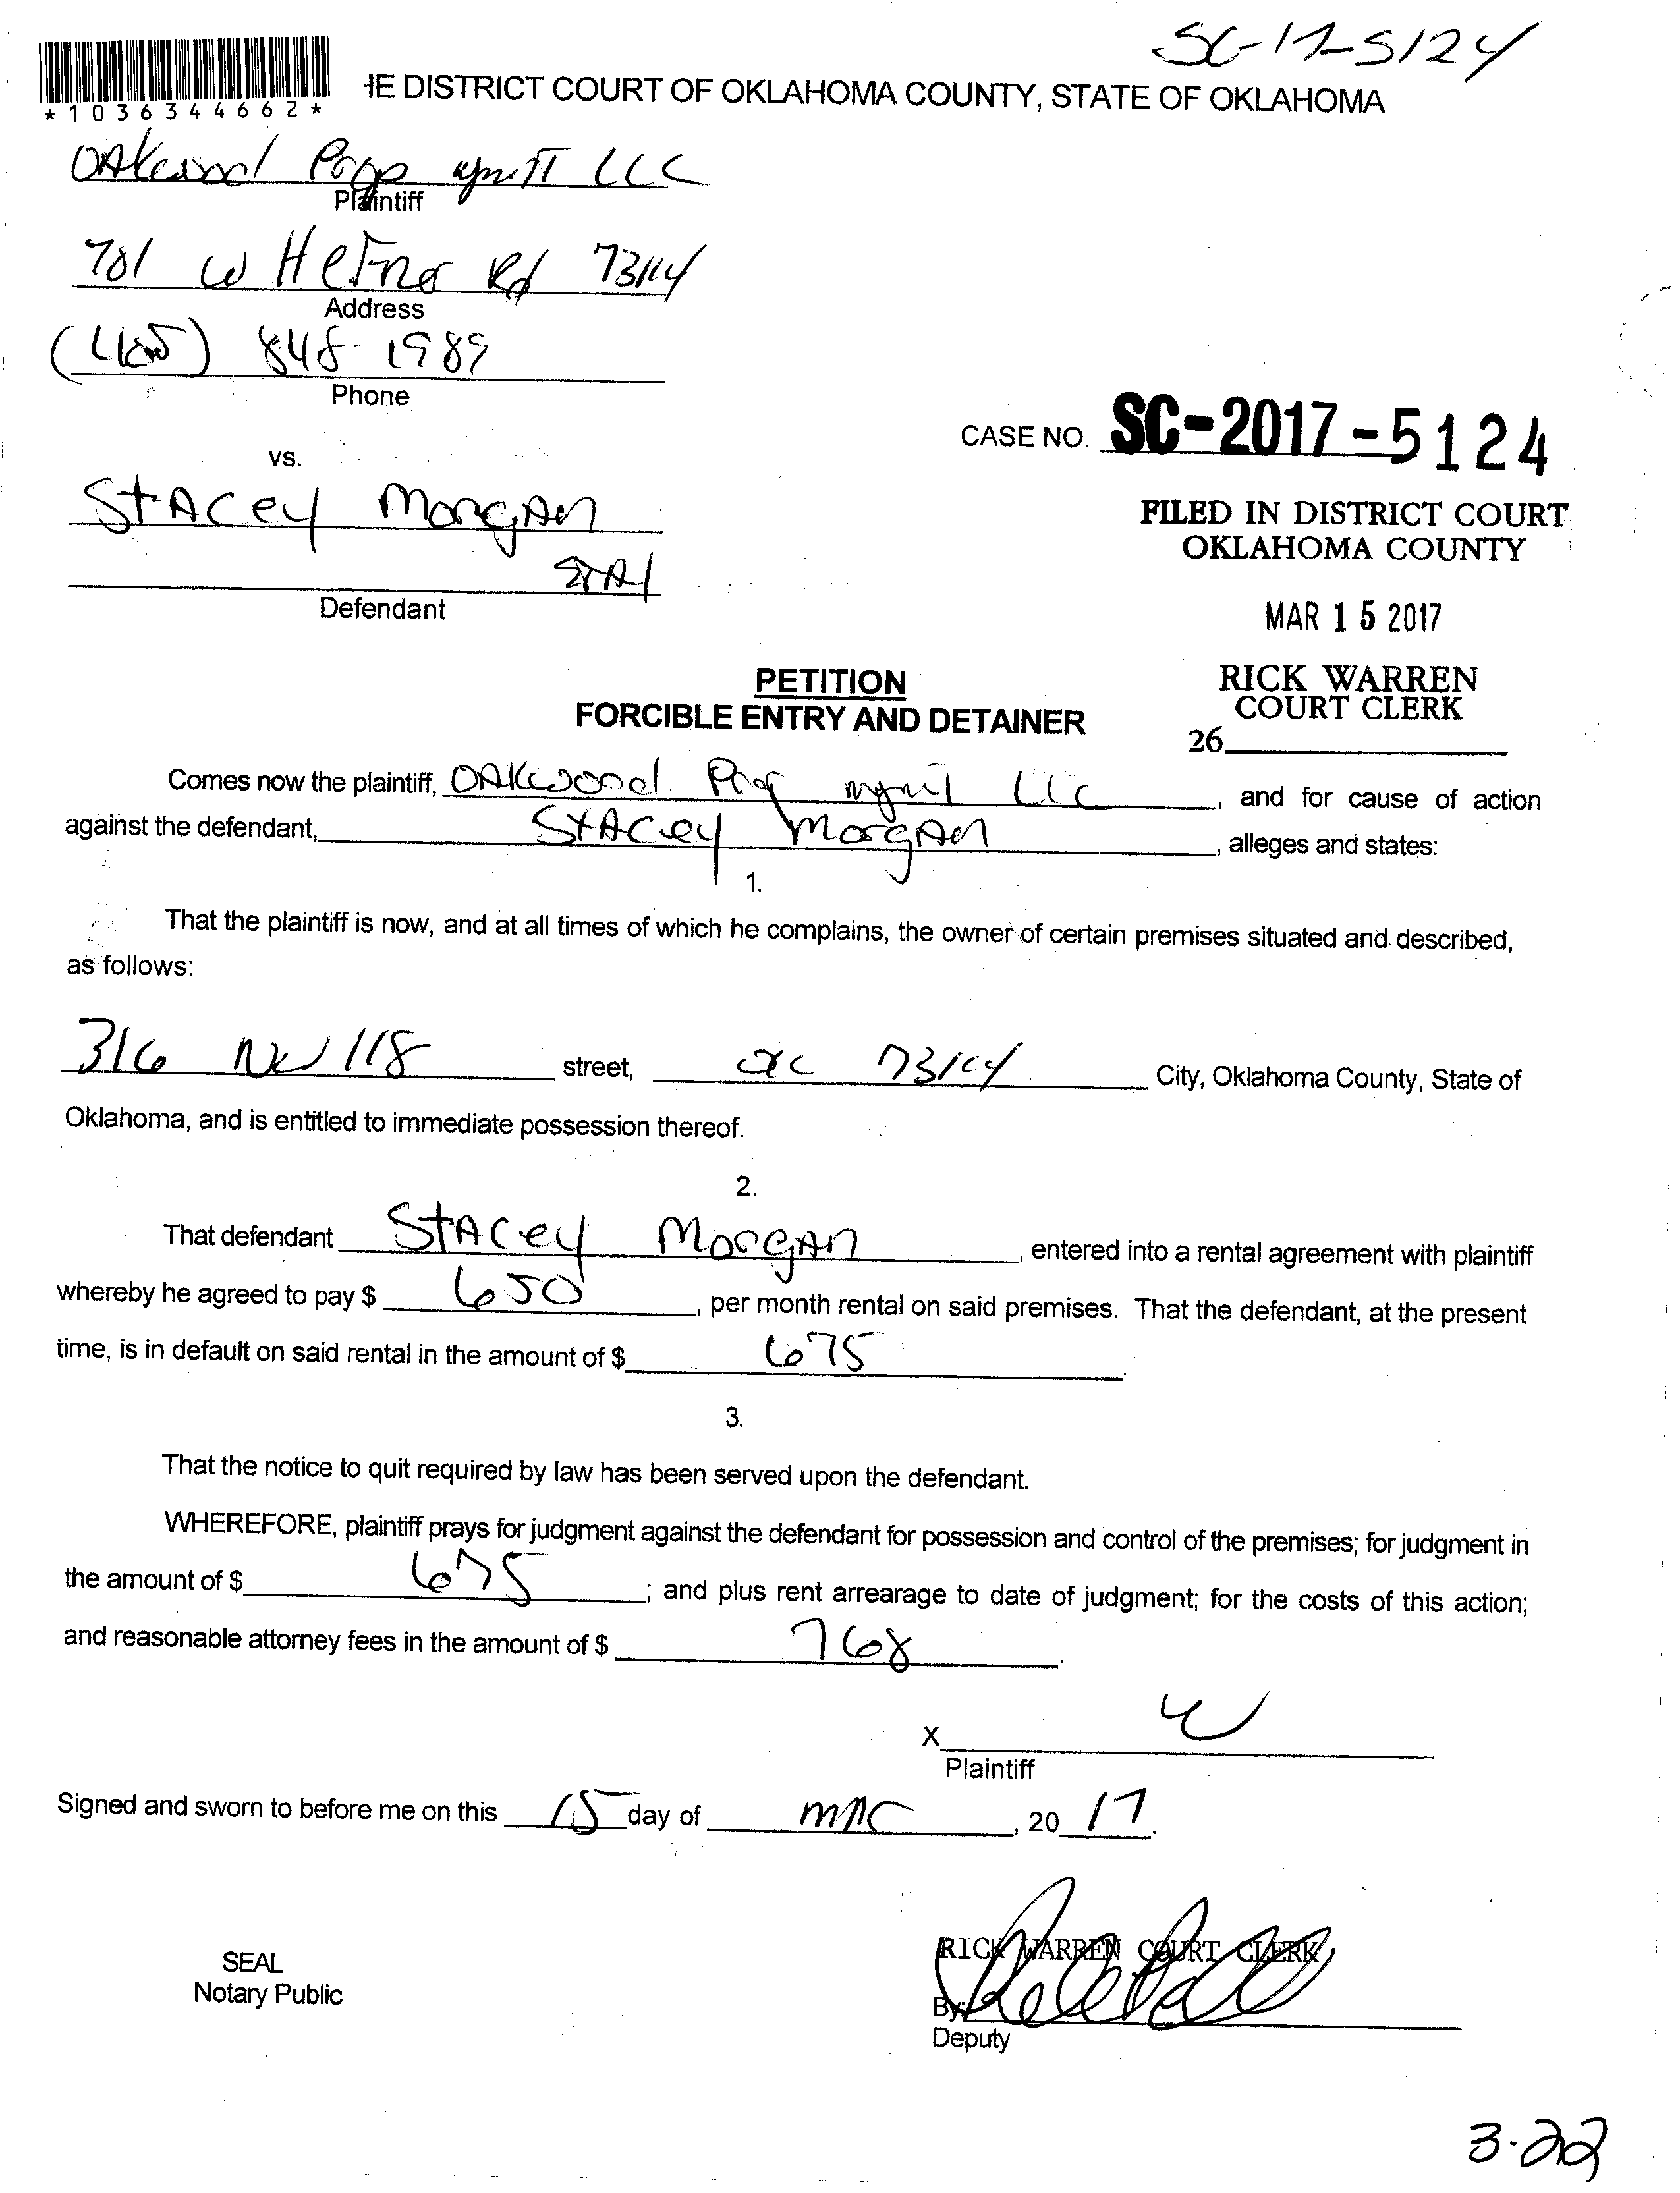 SC-17-5124
*1036344662*
HE DISTRICT COURT OF OKLAHOMA COUNTY, STATE OF OKLAHOMA
OAkwood Prop mgmt LLC
Plaintiff
781 W HeFner Rd 73114
Address
(405) 848-1989
Phone
CASE NO. SC-2017-5124
vs.
StACey MorgAn
FILED IN DISTRICT COURT
OKLAHOMA COUNTY
Defendant
MAR 15 2017
PETITION
FORCIBLE ENTRY AND DETAINER
RICK WARREN
COURT CLERK
26
Comes now the plaintiff, OAKwood Prop mgmt LLC, and for cause of action
against the defendant, StACey MorgAn, alleges and states:
1.
That the plaintiff is now, and at all times of which he complains, the owner of certain premises situated and described,
as follows:
316 NW 118 street, OKC 73114 City, Oklahoma County, State of
Oklahoma, and is entitled to immediate possession thereof.
2.
That defendant StACey MorgAn, entered into a rental agreement with plaintiff
whereby he agreed to pay $ 650, per month rental on said premises. That the defendant, at the present
time, is in default on said rental in the amount of $ 675.
3.
That the notice to quit required by law has been served upon the defendant.
WHEREFORE, plaintiff prays for judgment against the defendant for possession and control of the premises; for judgment in
the amount of $ 675; and plus rent arrearage to date of judgment; for the costs of this action;
and reasonable attorney fees in the amount of $ 768.
X
Plaintiff
Signed and sworn to before me on this 15 day of MAr, 20 17.
SEAL
Notary Public
RICK WARREN COURT CLERK
By
Deputy
3-22